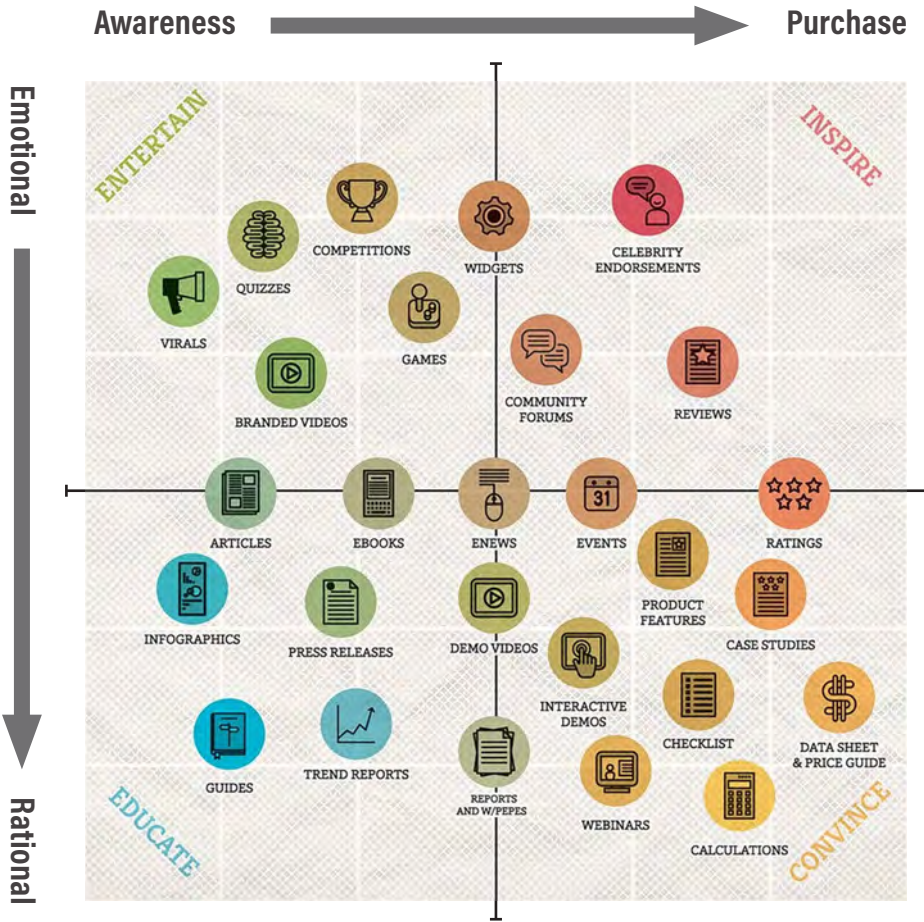 Awareness
Purchase
Emotional
Rational
ENTERTAIN
INSPIRE
COMPETITIONS
WIDGETS
CELEBRITY
ENDORSEMENTS
QUIZZES
VIRALS
GAMES
COMMUNITY
FORUMS
REVIEWS
BRANDED VIDEOS
31
ARTICLES
EBOOKS
ENEWS
EVENTS
RATINGS
PRODUCT
FEATURES
INFOGRAPHICS
PRESS RELEASES
DEMO VIDEOS
CASE STUDIES
INTERACTIVE
DEMOS
CHECKLIST
DATA SHEET
& PRICE GUIDE
GUIDES
TREND REPORTS
REPORTS
AND W/PEPES
WEBINARS
CALCULATIONS
EDUCATE
CONVINCE